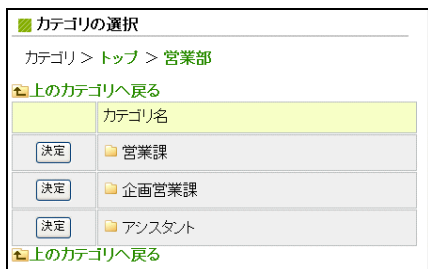 カテゴリの選択
カテゴリ > トップ > 営業部
上のカテゴリへ戻る
カテゴリ名
決定 営業課
決定 企画営業課
決定 アシスタント
上のカテゴリへ戻る